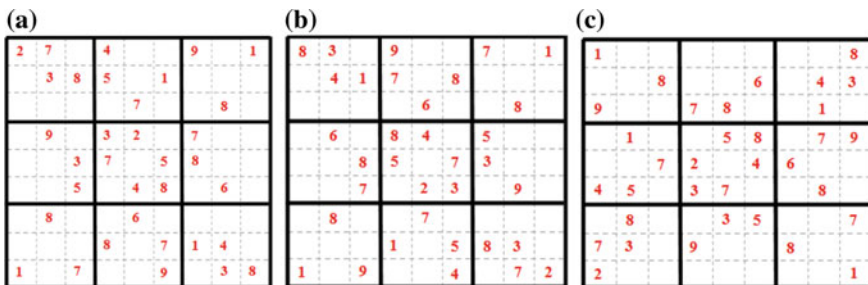 (a)
2 7 4 9 1
3 8 5 1
7 8
9 3 2 7
3 7 5 8
5 4 8 6
8 6
8 7 1 4
1 7 9 3 8
(b)
8 3 9 7 1
4 1 7 8
6 8
6 8 4 5
8 5 7 3
7 2 3 9
8 7
1 5 8 3
1 9 4 7 2
(c)
1 8
8 6 4 3
9 7 8 1
1 5 8 7 9
7 2 4 6
4 5 3 7 8
8 3 5 7
7 3 9 8
2 1